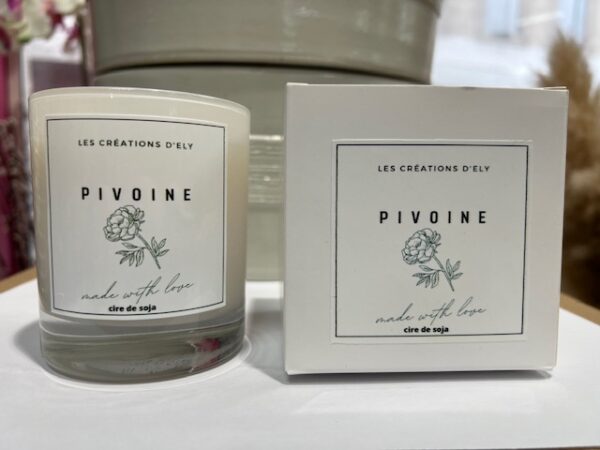 LES CRÉATIONS D'ELY
PIVOINE
made with love
cire de soja
LES CRÉATIONS D'ELY
PIVOINE
made with love
cire de soja